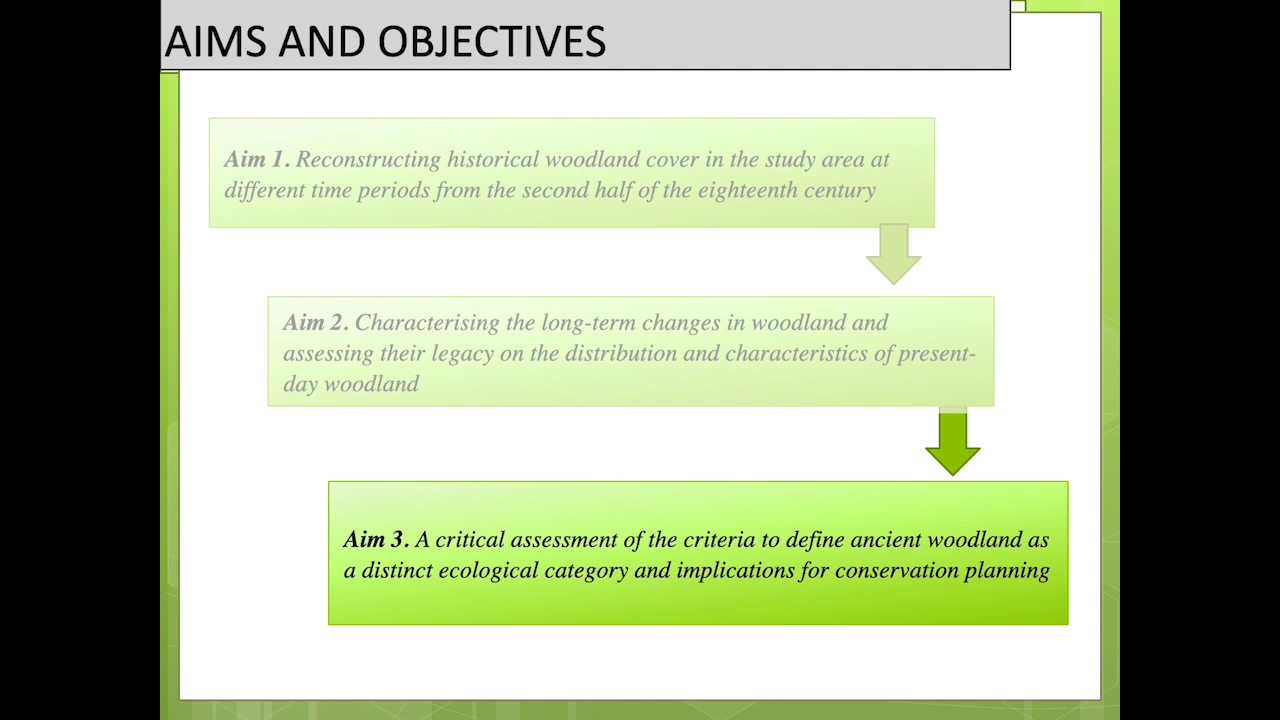 AIMS AND OBJECTIVES
Aim 1. Reconstructing historical woodland cover in the study area at
different time periods from the second half of the eighteenth century
Aim 2. Characterising the long-term changes in woodland and
assessing their legacy on the distribution and characteristics of present-
day woodland
Aim 3. A critical assessment of the criteria to define ancient woodland as
a distinct ecological category and implications for conservation planning